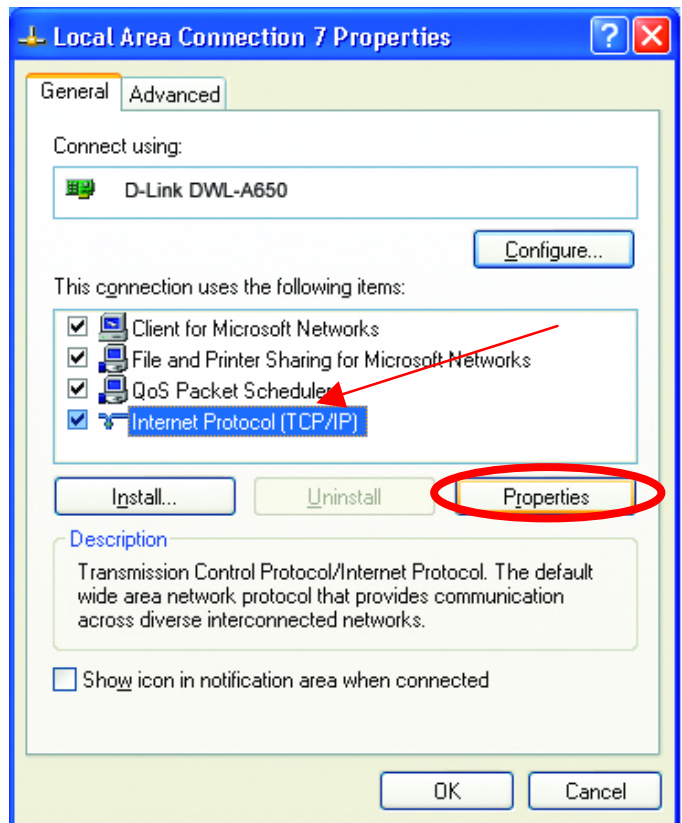 Local Area Connection 7 Properties
General Advanced
Connect using:
D-Link DWL-A650
Configure...
This connection uses the following items:
Client for Microsoft Networks
File and Printer Sharing for Microsoft Networks
QoS Packet Scheduler
Internet Protocol (TCP/IP)
Install... Uninstall Properties
Description
Transmission Control Protocol/Internet Protocol. The default
wide area network protocol that provides communication
across diverse interconnected networks.
Show icon in notification area when connected
OK Cancel